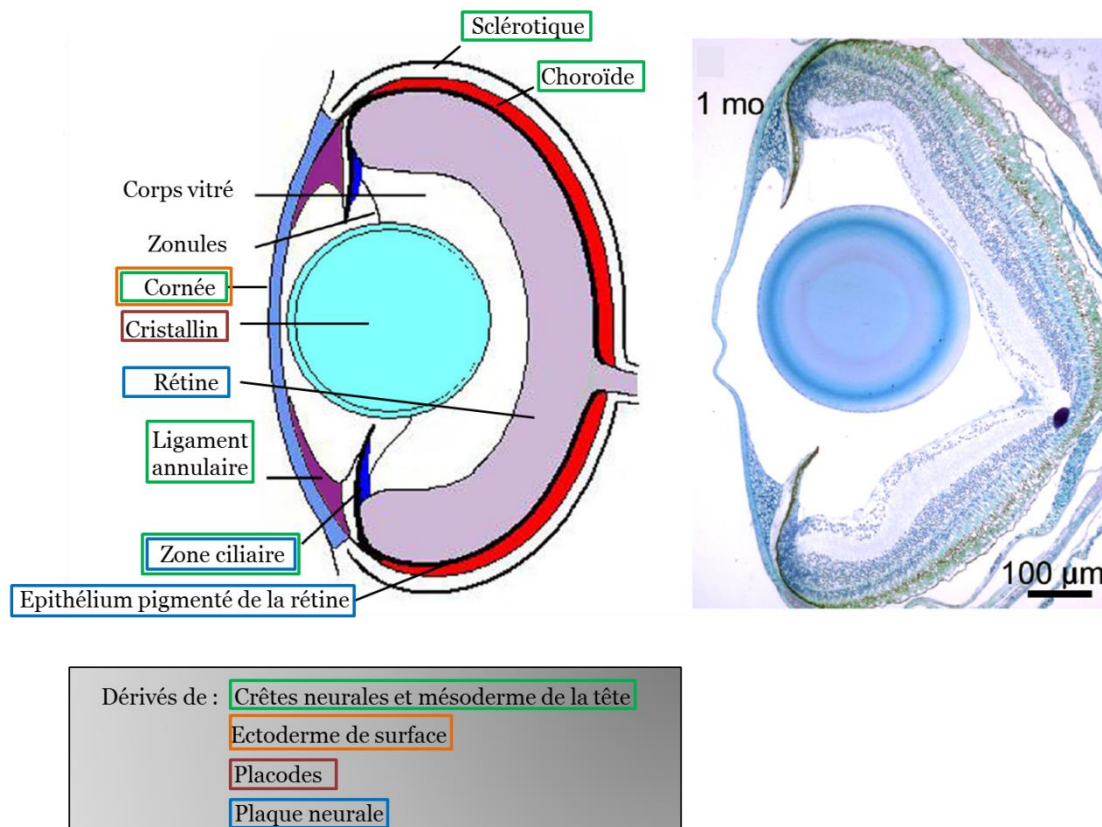 Sclérotique
Choroïde
1 mo
Corps vitré
Zonules
Cornée
Cristallin
Rétine
Ligament
annulaire
Zone ciliaire
Epithélium pigmenté de la rétine
100 µm
Dérivés de : Crêtes neurales et mésoderme de la tête
Ectoderme de surface
Placodes
Plaque neurale